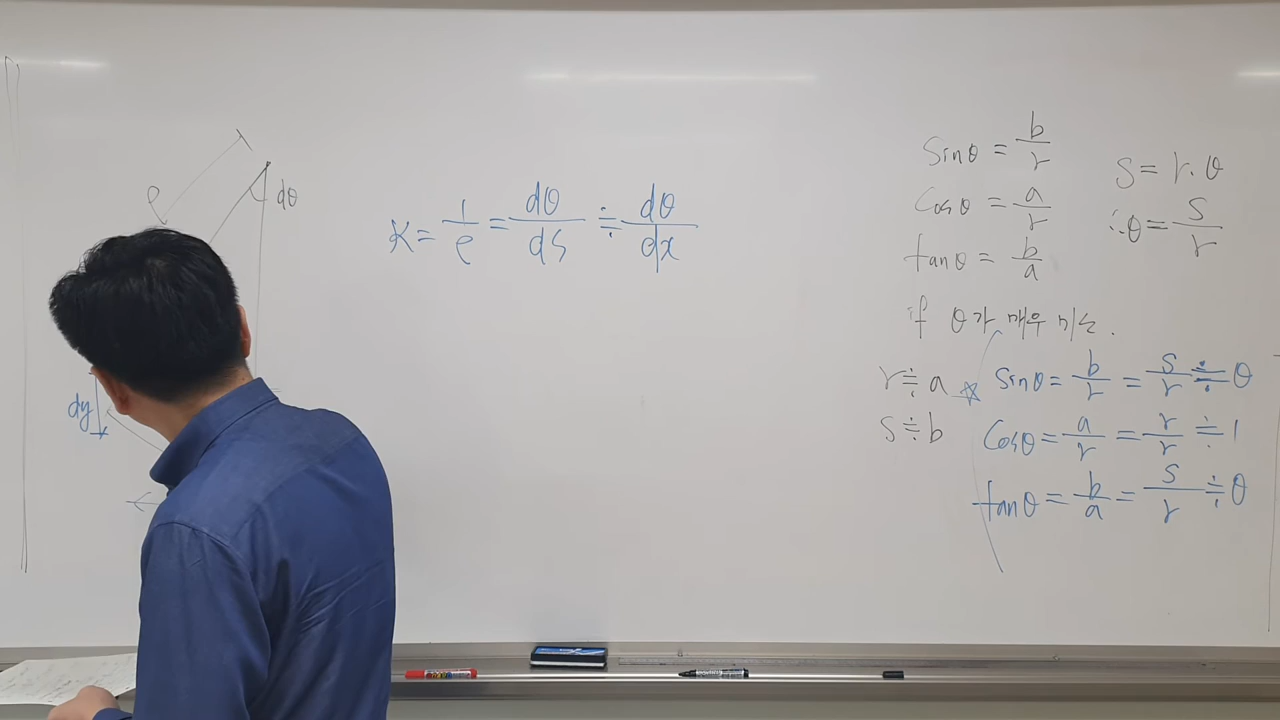 ρ
dθ
dy
κ = 1/ρ = dθ/ds ≒ dθ/dx
sinθ = b/r
cosθ = a/r
tanθ = b/a
s = r·θ
∴θ = s/r
if θ가 매우 미소.
r ≒ a
s ≒ b
☆ sinθ = b/r = s/r ≒ θ
cosθ = a/r = r/r ≒ 1
tanθ = b/a = s/r ≒ θ